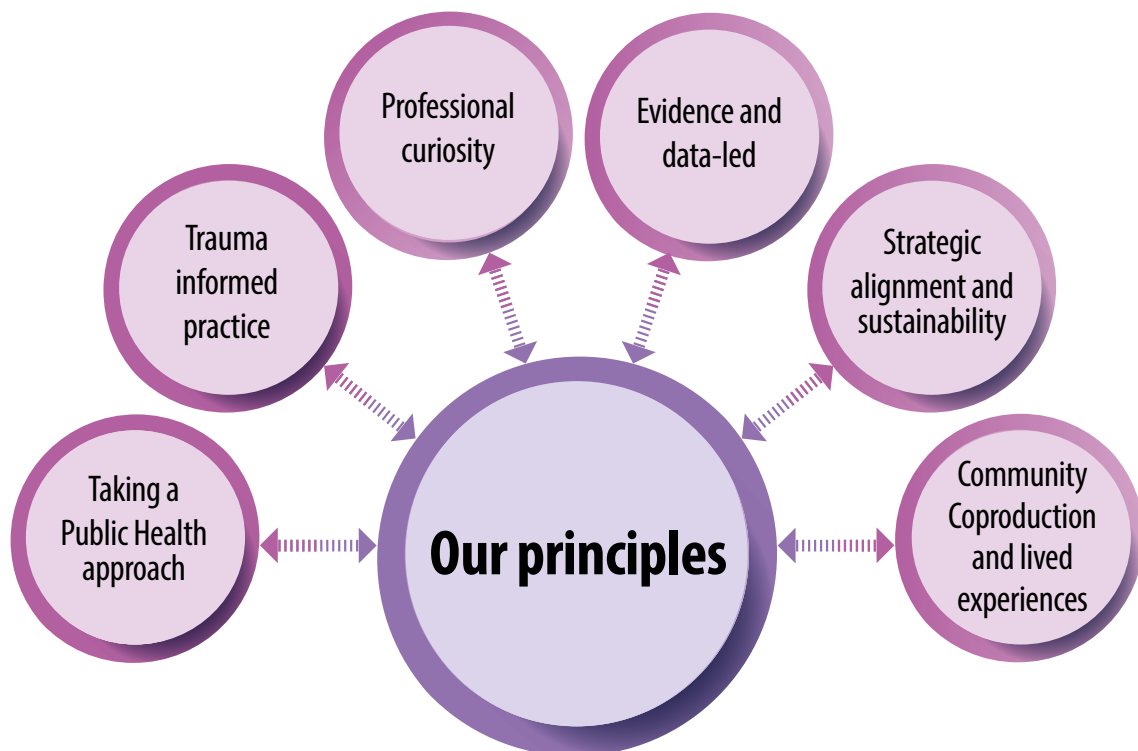 Professional
curiosity
Evidence and
data-led
Trauma
informed
practice
Strategic
alignment and
sustainability
Taking a
Public Health
approach
Our principles
Community
Coproduction
and lived
experiences